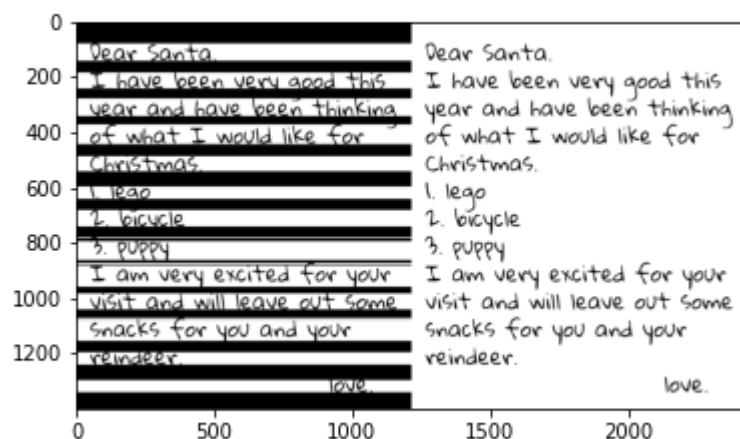 0
200
400
600
800
1000
1200
Dear Santa.
I have been very good this
year and have been thinking
of what I would like for
Christmas.
1. lego
2. bicycle
3. puppy
I am very excited for your
visit and will leave out some
snacks for you and your
reindeer.
love.
Dear Santa.
I have been very good this
year and have been thinking
of what I would like for
Christmas.
1. lego
2. bicycle
3. puppy
I am very excited for your
visit and will leave out some
snacks for you and your
reindeer.
love.
0 500 1000 1500 2000